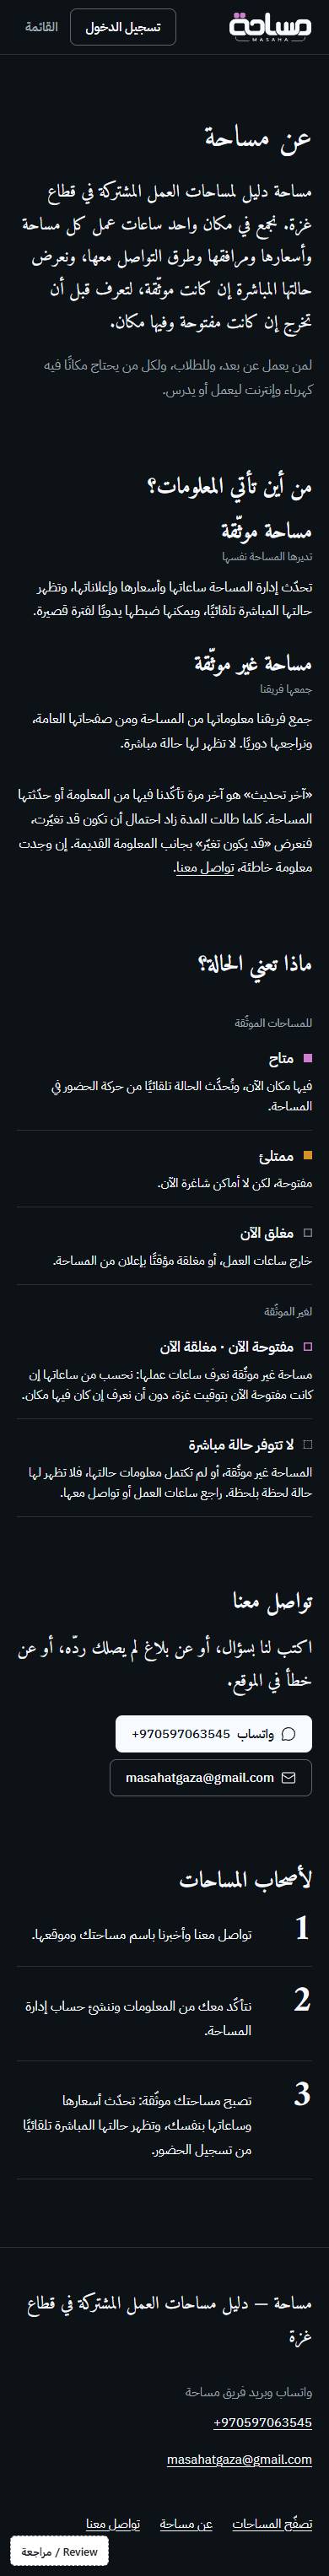 مساحة
MASAHA
تسجيل الدخول
القائمة
عن مساحة
مساحة دليل لمساحات العمل المشتركة في قطاع
غزة. نجمع في مكان واحد ساعات عمل كل مساحة
وأسعارها ومرافقها وطرق التواصل معها، ونعرض
حالتها المباشرة إن كانت موثّقة، لتعرف قبل أن
تخرج إن كانت مفتوحة وفيها مكان.
لمن يعمل عن بعد، وللطلاب، ولكل من يحتاج مكانًا فيه
كهرباء وإنترنت ليعمل أو يدرس.
من أين تأتي المعلومات؟
مساحة موثّقة
تديرها المساحة نفسها
تحدّث إدارة المساحة ساعاتها وأسعارها وإعلاناتها، وتظهر
حالتها المباشرة تلقائيًا، ويمكنها ضبطها يدويًا لفترة قصيرة.
مساحة غير موثّقة
جمعها فريقنا
جمع فريقنا معلوماتها من المساحة ومن صفحاتها العامة،
ونراجعها دوريًا. لا تظهر لها حالة مباشرة.
«آخر تحديث» هو آخر مرة تأكّدنا فيها من المعلومة أو حدّثتها
المساحة. كلما طالت المدة زاد احتمال أن تكون قد تغيّرت،
فنعرض «قد يكون تغيّر» بجانب المعلومة القديمة. إن وجدت
معلومة خاطئة، تواصل معنا.
ماذا تعني الحالة؟
للمساحات الموثّقة
متاح
فيها مكان الآن، وتُحدَّث الحالة تلقائيًا من حركة الحضور في
المساحة.
ممتلئ
مفتوحة، لكن لا أماكن شاغرة الآن.
مغلق الآن
خارج ساعات العمل، أو مغلقة مؤقتًا بإعلان من المساحة.
لغير الموثّقة
مفتوحة الآن · مغلقة الآن
مساحة غير موثّقة نعرف ساعات عملها: نحسب من ساعاتها إن
كانت مفتوحة الآن بتوقيت غزة، دون أن نعرف إن كان فيها مكان.
لا تتوفر حالة مباشرة
المساحة غير موثّقة، أو لم تكتمل معلومات حالتها، فلا تظهر لها
حالة لحظة بلحظة. راجع ساعات العمل أو تواصل معها.
تواصل معنا
اكتب لنا بسؤال، أو عن بلاغ لم يصلك ردّه، أو عن
خطأ في الموقع.
واتساب +970597063545
masahatgaza@gmail.com
لأصحاب المساحات
1 تواصل معنا وأخبرنا باسم مساحتك وموقعها.
2 نتأكّد معك من المعلومات وننشئ حساب إدارة
المساحة.
3 تصبح مساحتك موثّقة: تحدّث أسعارها
وساعاتها بنفسك، وتظهر حالتها المباشرة تلقائيًا
من تسجيل الحضور.
مساحة — دليل مساحات العمل المشتركة في قطاع
غزة
واتساب وبريد فريق مساحة
+970597063545
masahatgaza@gmail.com
تصفّح المساحات عن مساحة تواصل معنا
Review / مراجعة